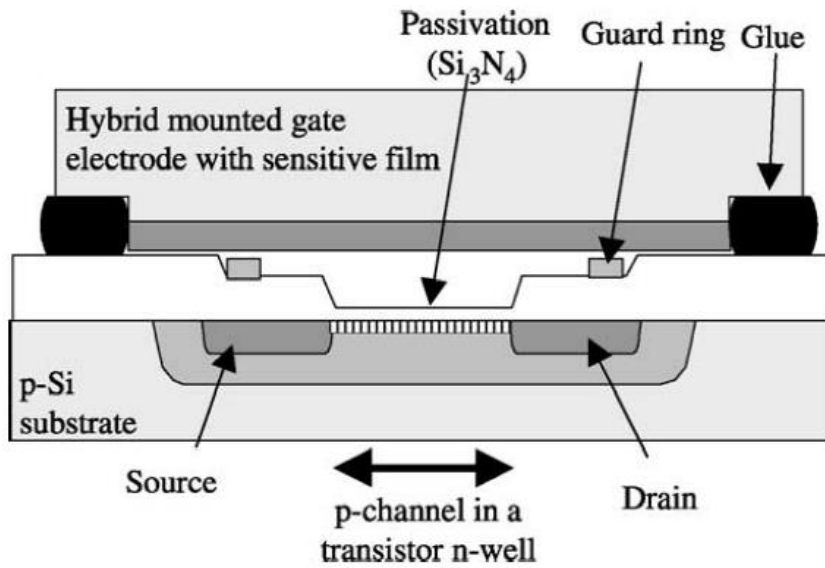 Passivation
(Si₃N₄)
Guard ring
Glue
Hybrid mounted gate
electrode with sensitive film
p-Si
substrate
Source
Drain
p-channel in a
transistor n-well